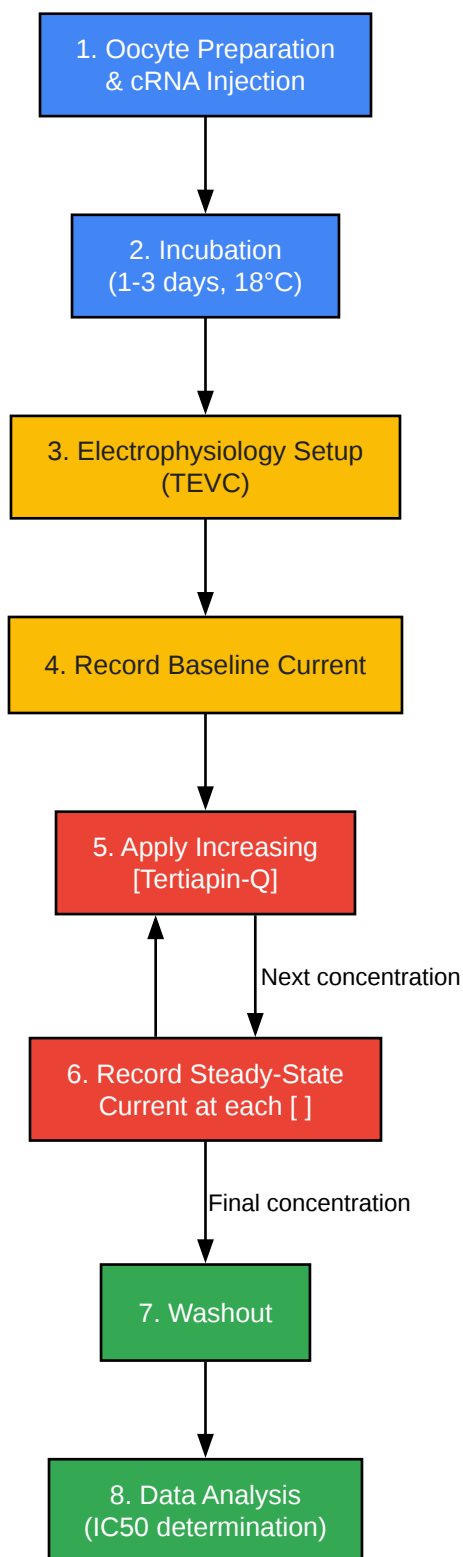 1. Oocyte Preparation
& cRNA Injection
2. Incubation
(1-3 days, 18°C)
3. Electrophysiology Setup
(TEVC)
4. Record Baseline Current
5. Apply Increasing
[Tertiapin-Q]
Next concentration
6. Record Steady-State
Current at each [ ]
Final concentration
7. Washout
8. Data Analysis
(IC50 determination)